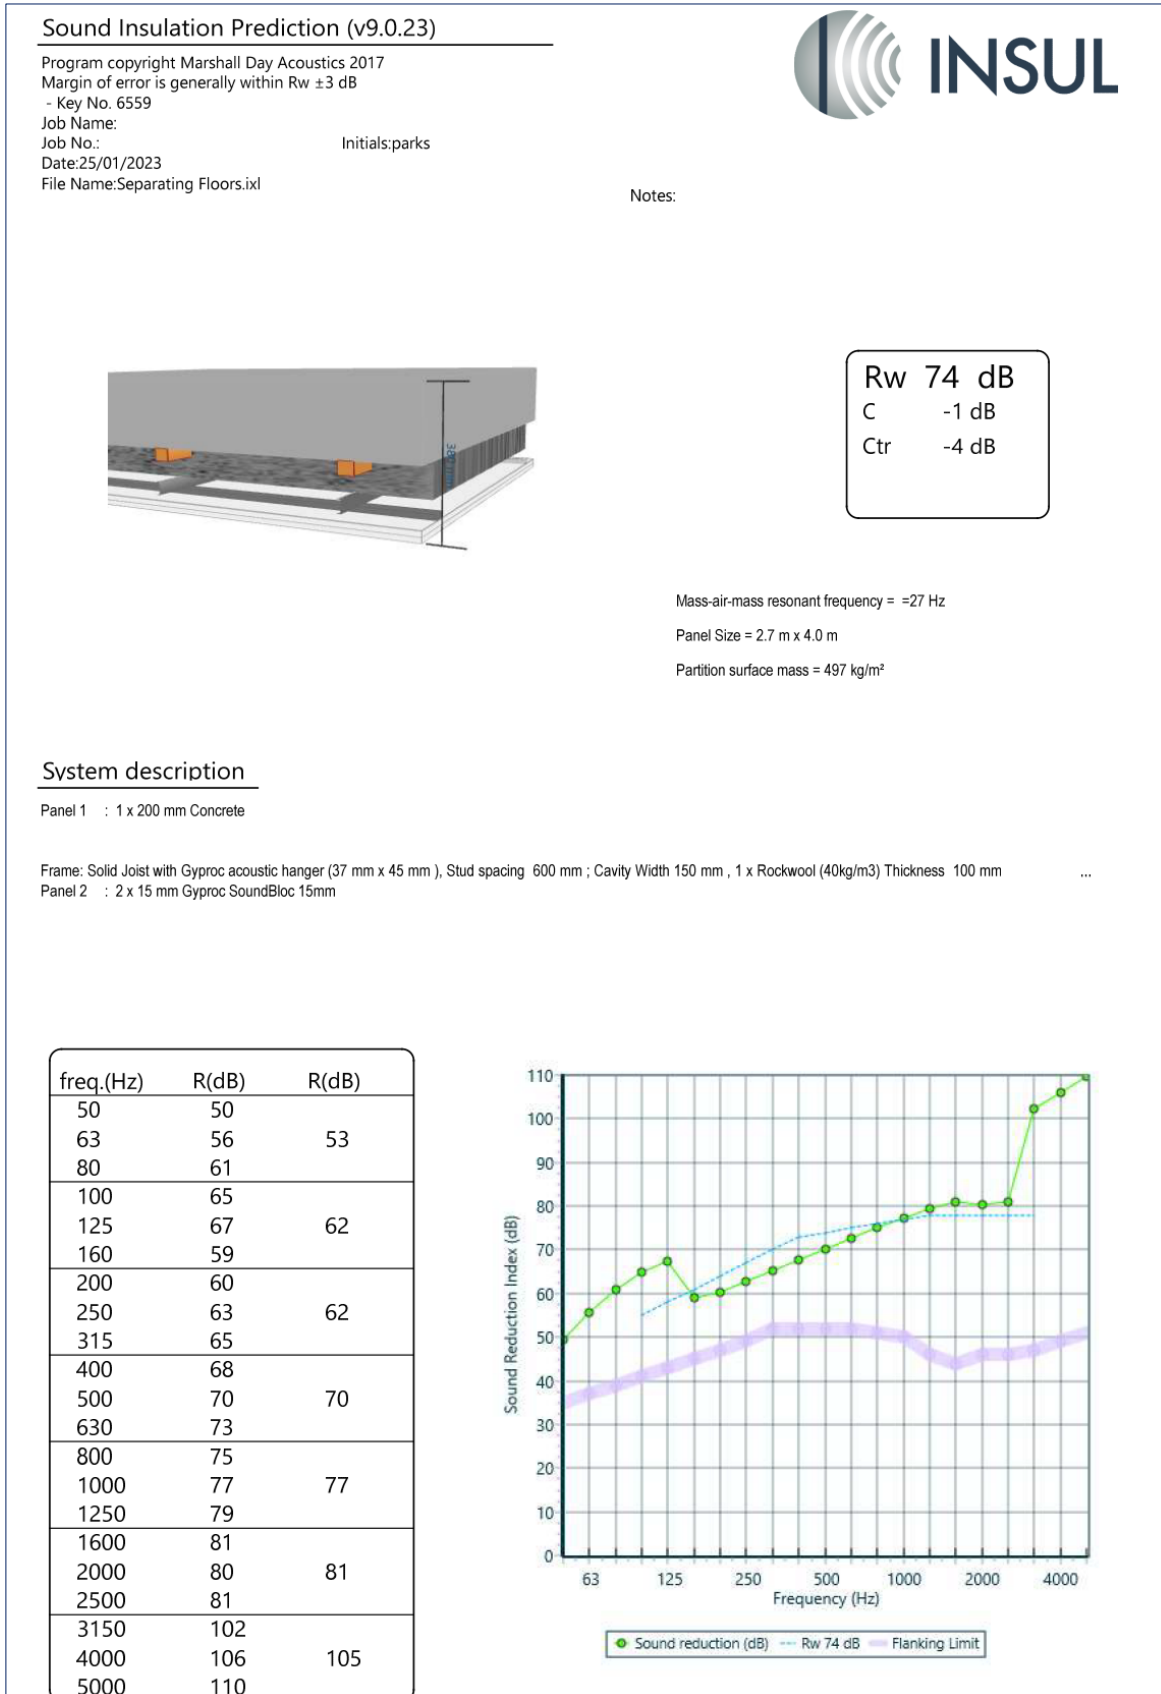 Sound Insulation Prediction (v9.0.23)
INSUL
Program copyright Marshall Day Acoustics 2017
Margin of error is generally within Rw ±3 dB
- Key No. 6559
Job Name:
Job No.: Initials:parks
Date:25/01/2023
File Name:Separating Floors.ixl
Notes:
Rw 74 dB
C -1 dB
Ctr -4 dB
Mass-air-mass resonant frequency = =27 Hz
Panel Size = 2.7 m x 4.0 m
Partition surface mass = 497 kg/m²
System description
Panel 1 : 1 x 200 mm Concrete
Frame: Solid Joist with Gyproc acoustic hanger (37 mm x 45 mm ), Stud spacing 600 mm ; Cavity Width 150 mm , 1 x Rockwool (40kg/m3) Thickness 100 mm ...
Panel 2 : 2 x 15 mm Gyproc SoundBloc 15mm
freq.(Hz) R(dB) R(dB)
50 50
63 56 53
80 61
100 65
125 67 62
160 59
200 60
250 63 62
315 65
400 68
500 70 70
630 73
800 75
1000 77 77
1250 79
1600 81
2000 80 81
2500 81
3150 102
4000 106 105
5000 110
Sound Reduction Index (dB)
110
100
90
80
70
60
50
40
30
20
10
0
63 125 250 500 1000 2000 4000
Frequency (Hz)
Sound reduction (dB) Rw 74 dB Flanking Limit